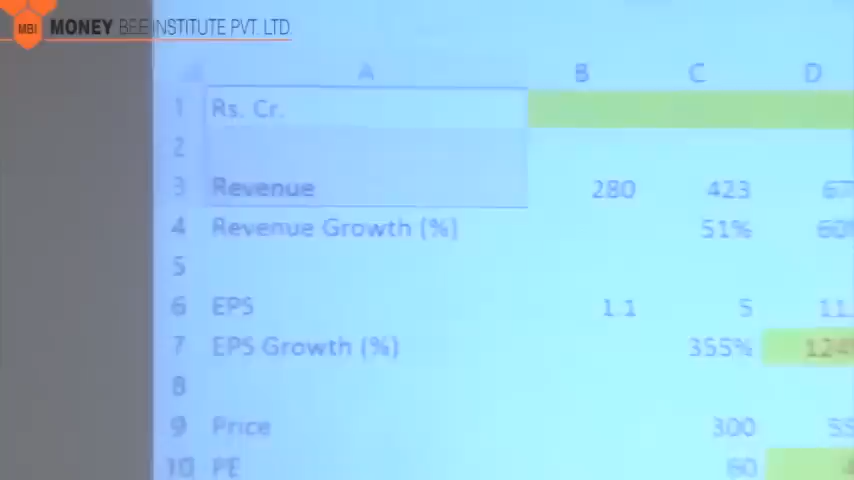 MBI MONEY BEE INSTITUTE PVT. LTD.
A B C D
1 Rs. Cr.
2
3 Revenue 280 423
4 Revenue Growth (%) 51%
5
6 EPS 1.1 5
7 EPS Growth (%) 355%
8
9 Price 300
10 PE 60